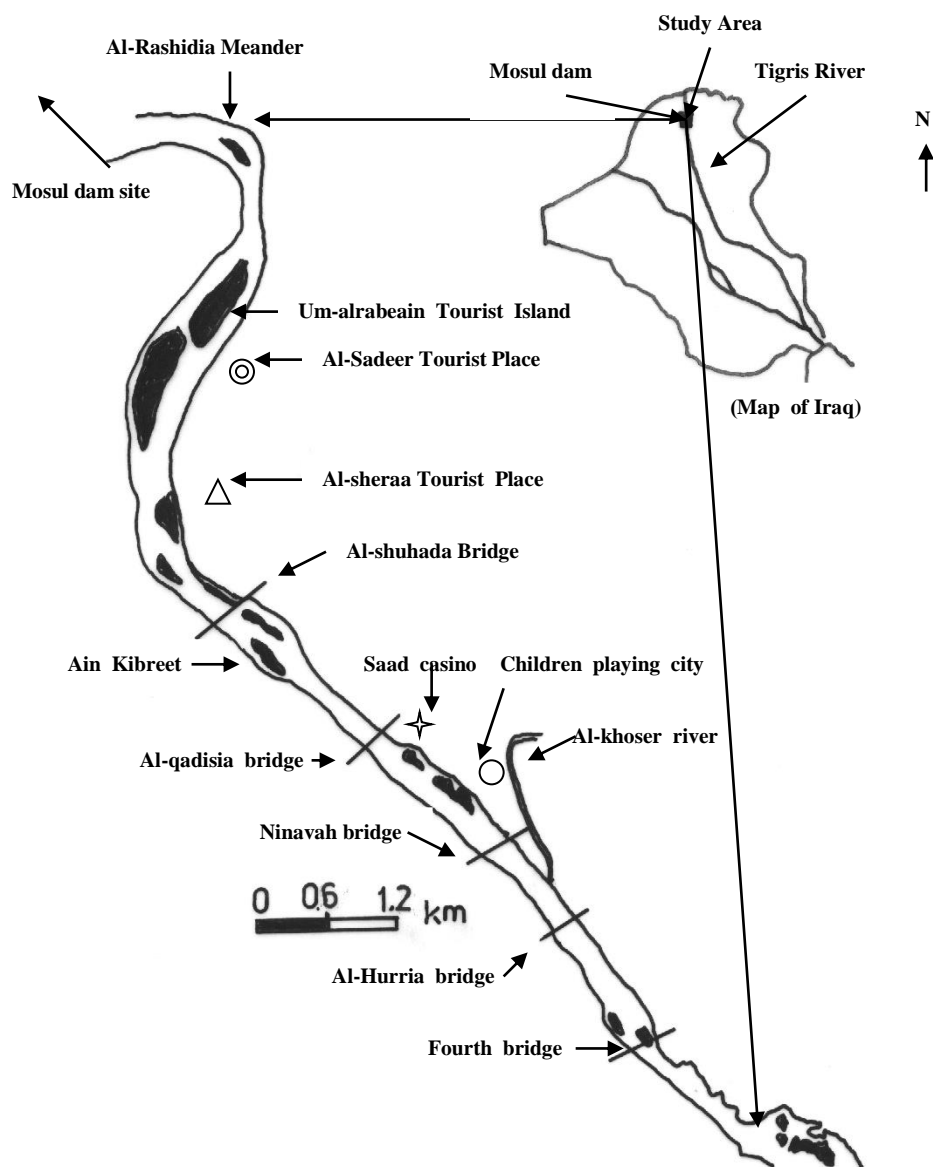 Study Area
Al-Rashidia Meander
Mosul dam
Tigris River
N
Mosul dam site
Um-alrabeain Tourist Island
Al-Sadeer Tourist Place
(Map of Iraq)
Al-sheraa Tourist Place
Al-shuhada Bridge
Ain Kibreet
Saad casino
Children playing city
Al-khoser river
Al-qadisia bridge
Ninavah bridge
0 0.6 1.2 km
Al-Hurria bridge
Fourth bridge